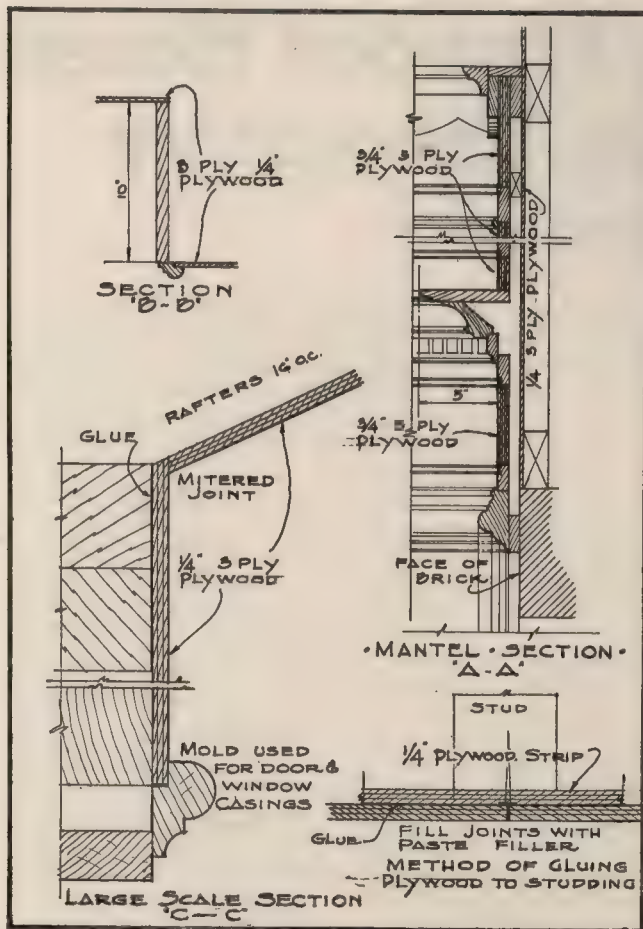 3 PLY 1/4"
PLYWOOD
10"
SECTION
"B-B"
3/4" 5 PLY
PLYWOOD
1/4 3 PLY-PLYWOOD
5"
3/4" 5 PLY
PLYWOOD
FACE OF
BRICK
·MANTEL·SECTION·
"A-A"
RAFTERS 16" O.C.
GLUE
MITERED
JOINT
1/4" 3 PLY
PLYWOOD
MOLD USED
FOR DOOR &
WINDOW
CASINGS
LARGE SCALE SECTION
"C-C"
STUD
1/4" PLYWOOD STRIP
GLUE
FILL JOINTS WITH
PASTE FILLER
METHOD OF GLUING
PLYWOOD TO STUDDING